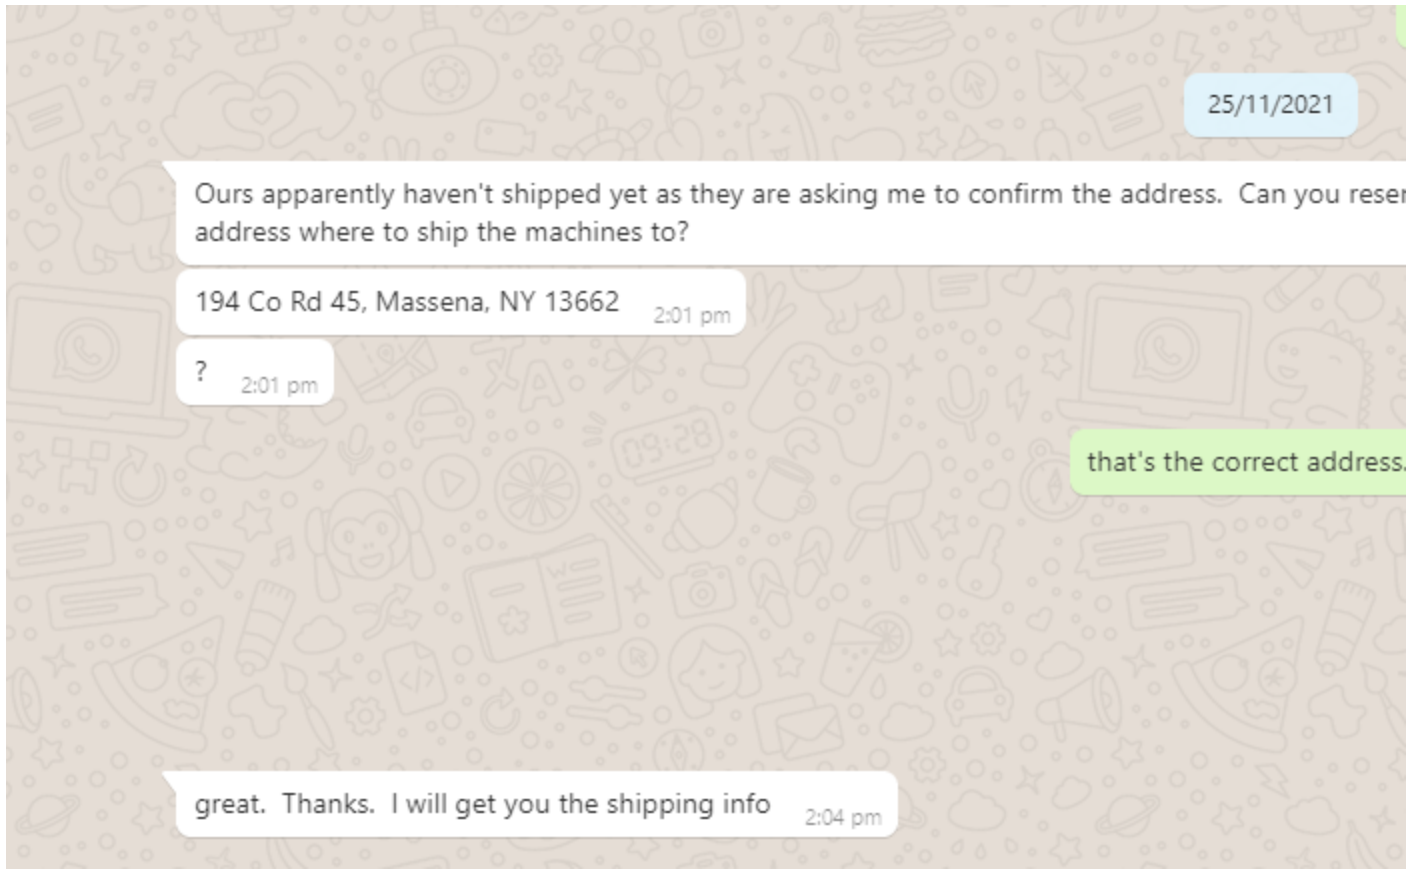 25/11/2021
Ours apparently haven't shipped yet as they are asking me to confirm the address.  Can you
address where to ship the machines to?
194 Co Rd 45, Massena, NY 13662 2:01 pm
? 2:01 pm
that's the correct address.
great.  Thanks.  I will get you the shipping info 2:04 pm